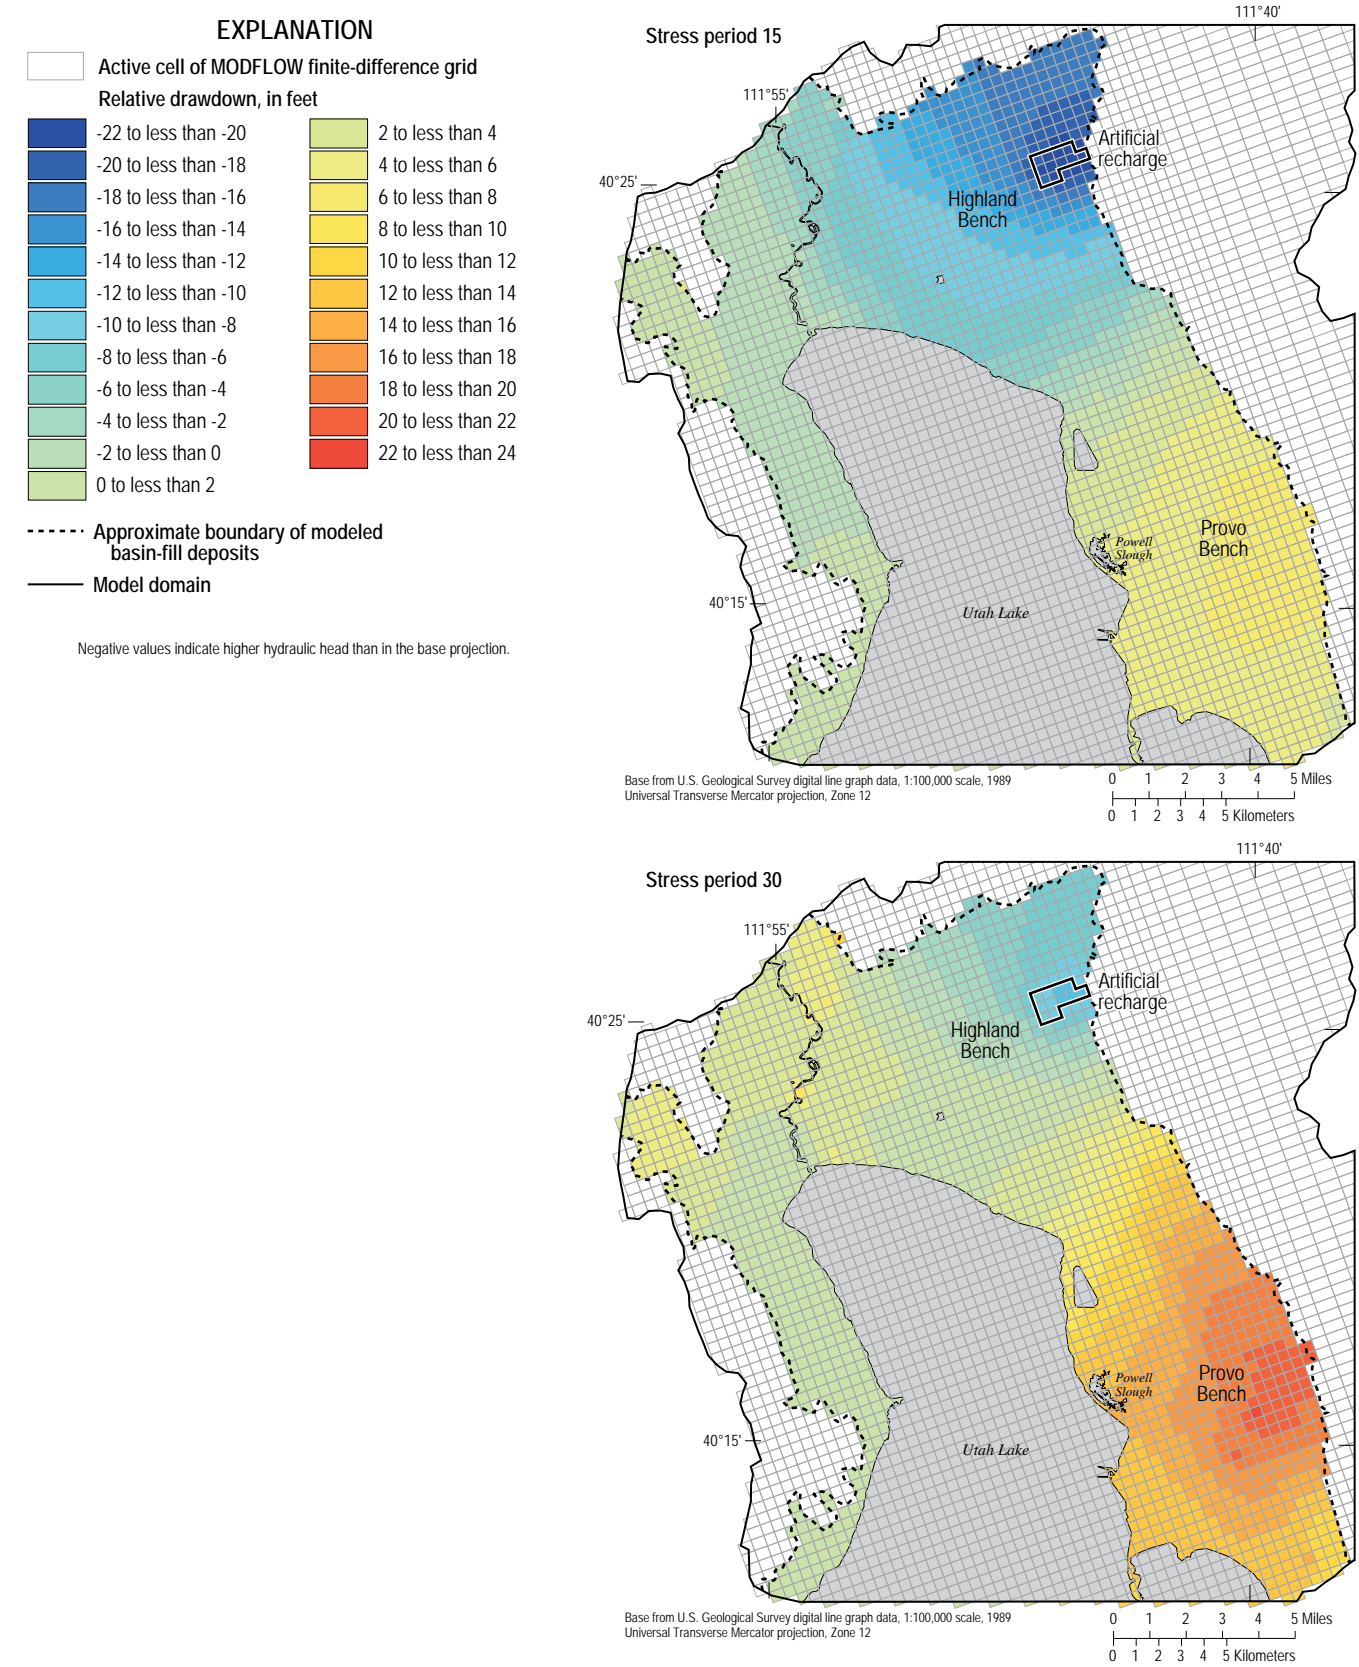 EXPLANATION
Active cell of MODFLOW finite-difference grid
Relative drawdown, in feet
-22 to less than -20
-20 to less than -18
-18 to less than -16
-16 to less than -14
-14 to less than -12
-12 to less than -10
-10 to less than -8
-8 to less than -6
-6 to less than -4
-4 to less than -2
-2 to less than 0
0 to less than 2
2 to less than 4
4 to less than 6
6 to less than 8
8 to less than 10
10 to less than 12
12 to less than 14
14 to less than 16
16 to less than 18
18 to less than 20
20 to less than 22
22 to less than 24
Approximate boundary of modeled
basin-fill deposits
Model domain
Negative values indicate higher hydraulic head than in the base projection.
Stress period 15
111°40'
111°55'
Artificial
recharge
40°25'
Highland
Bench
Provo
Bench
Powell
Slough
40°15'
Utah Lake
Base from U.S. Geological Survey digital line graph data, 1:100,000 scale, 1989
Universal Transverse Mercator projection, Zone 12
0 1 2 3 4 5 Miles
0 1 2 3 4 5 Kilometers
Stress period 30
111°40'
111°55'
Artificial
recharge
40°25'
Highland
Bench
Provo
Bench
Powell
Slough
40°15'
Utah Lake
Base from U.S. Geological Survey digital line graph data, 1:100,000 scale, 1989
Universal Transverse Mercator projection, Zone 12
0 1 2 3 4 5 Miles
0 1 2 3 4 5 Kilometers